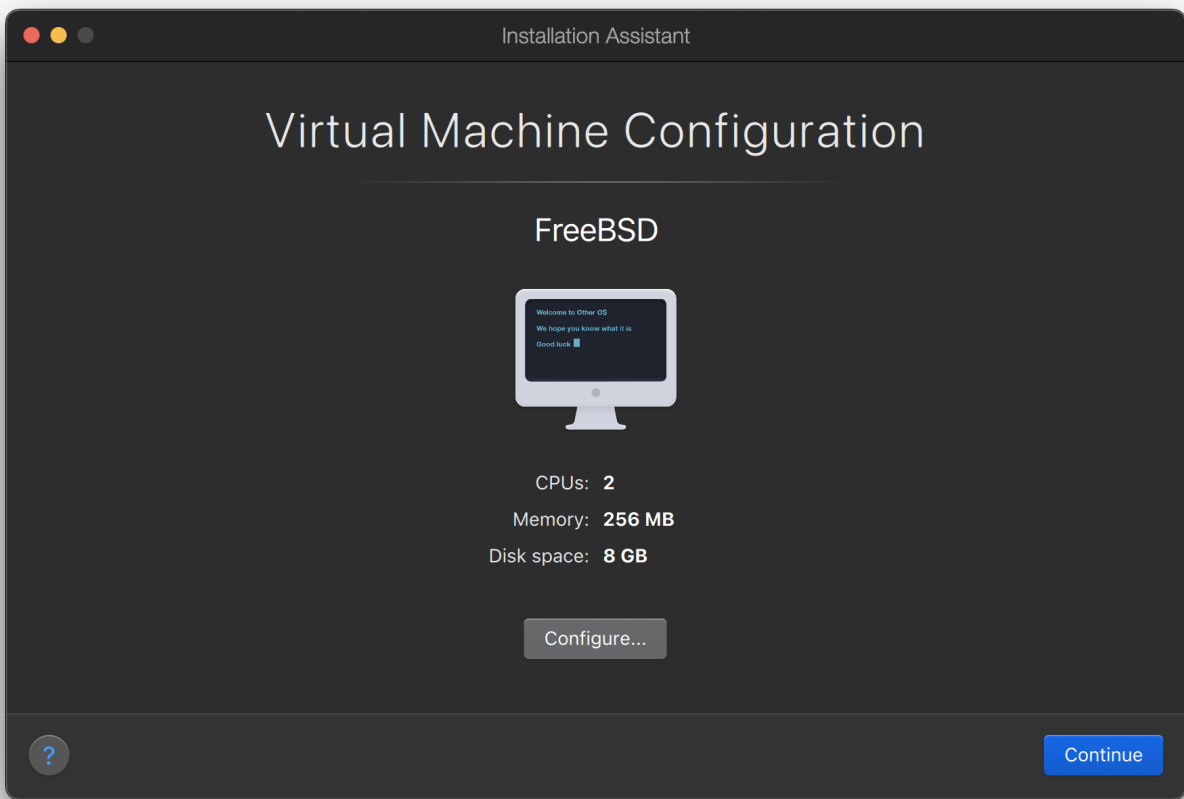 Installation Assistant
Virtual Machine Configuration
FreeBSD
Welcome to Other OS
We hope you know what it is
Good luck
CPUs: 2
Memory: 256 MB
Disk space: 8 GB
Configure...
?
Continue